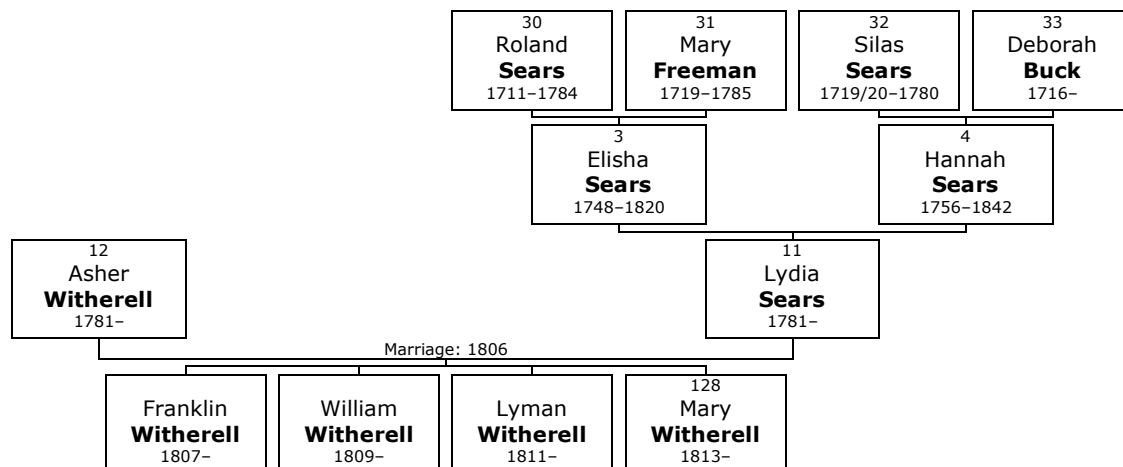 30
Roland
Sears
1711–1784
31
Mary
Freeman
1719–1785
32
Silas
Sears
1719/20–1780
33
Deborah
Buck
1716–
3
Elisha
Sears
1748–1820
4
Hannah
Sears
1756–1842
12
Asher
Witherell
1781–
11
Lydia
Sears
1781–
Marriage: 1806
Franklin
Witherell
1807–
William
Witherell
1809–
Lyman
Witherell
1811–
128
Mary
Witherell
1813–